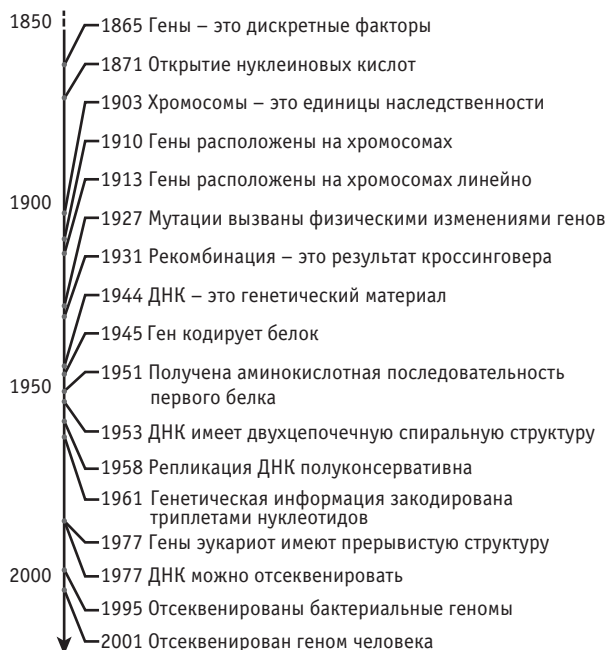 1850
1865 Гены – это дискретные факторы
1871 Открытие нуклеиновых кислот
1903 Хромосомы – это единицы наследственности
1910 Гены расположены на хромосомах
1913 Гены расположены на хромосомах линейно
1900
1927 Мутации вызваны физическими изменениями генов
1931 Рекомбинация – это результат кроссинговера
1944 ДНК – это генетический материал
1945 Ген кодирует белок
1951 Получена аминокислотная последовательность
1950
первого белка
1953 ДНК имеет двухцепочечную спиральную структуру
1958 Репликация ДНК полуконсервативна
1961 Генетическая информация закодирована
триплетами нуклеотидов
1977 Гены эукариот имеют прерывистую структуру
2000
1977 ДНК можно отсеквенировать
1995 Отсеквенированы бактериальные геномы
2001 Отсеквенирован геном человека